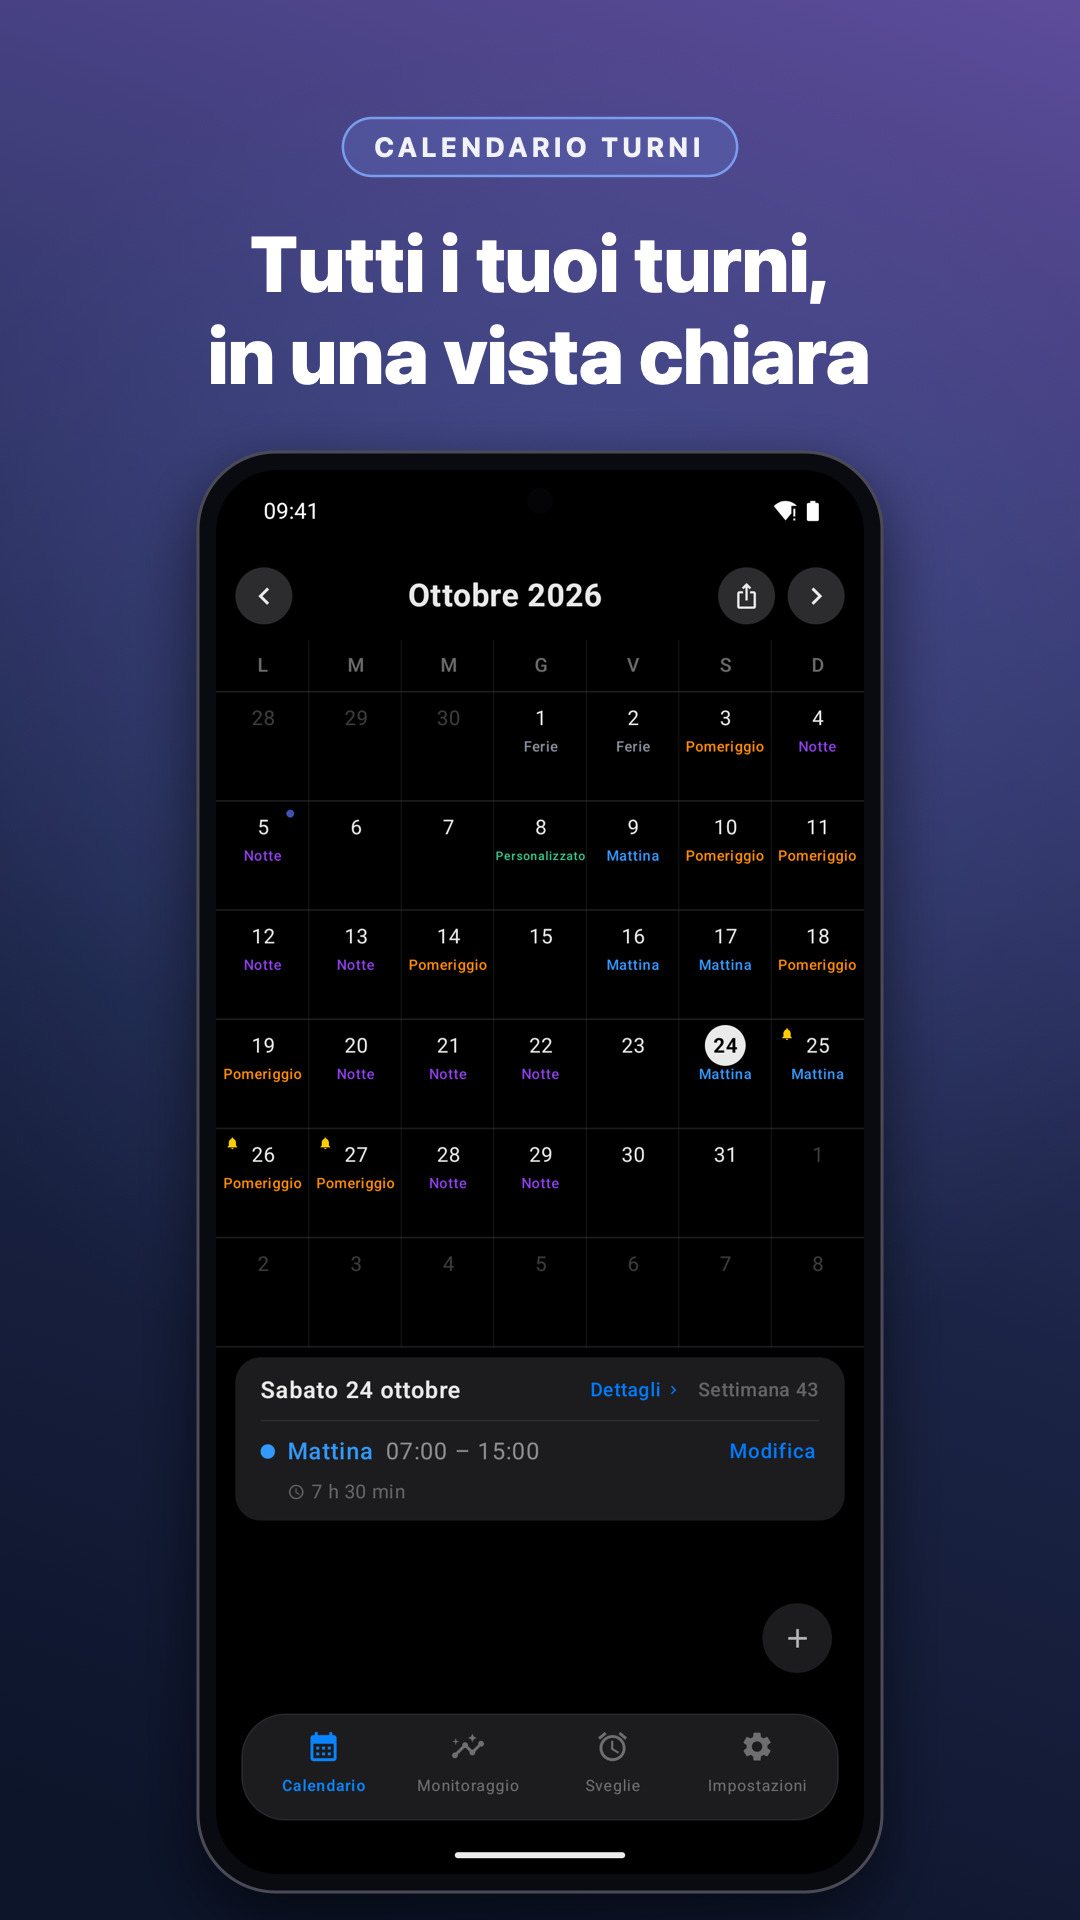 CALENDARIO TURNI
Tutti i tuoi turni,
in una vista chiara
09:41
Ottobre 2026
L M M G V S D
28 29 30 1 2 3 4
Ferie Ferie Pomeriggio Notte
5 6 7 8 9 10 11
Notte Personalizzato Mattina Pomeriggio Pomeriggio
12 13 14 15 16 17 18
Notte Notte Pomeriggio Mattina Mattina Pomeriggio
19 20 21 22 23 24 25
Pomeriggio Notte Notte Notte Mattina Mattina
26 27 28 29 30 31 1
Pomeriggio Pomeriggio Notte Notte
2 3 4 5 6 7 8
Sabato 24 ottobre Dettagli › Settimana 43
Mattina 07:00 – 15:00 Modifica
7 h 30 min
+
Calendario Monitoraggio Sveglie Impostazioni